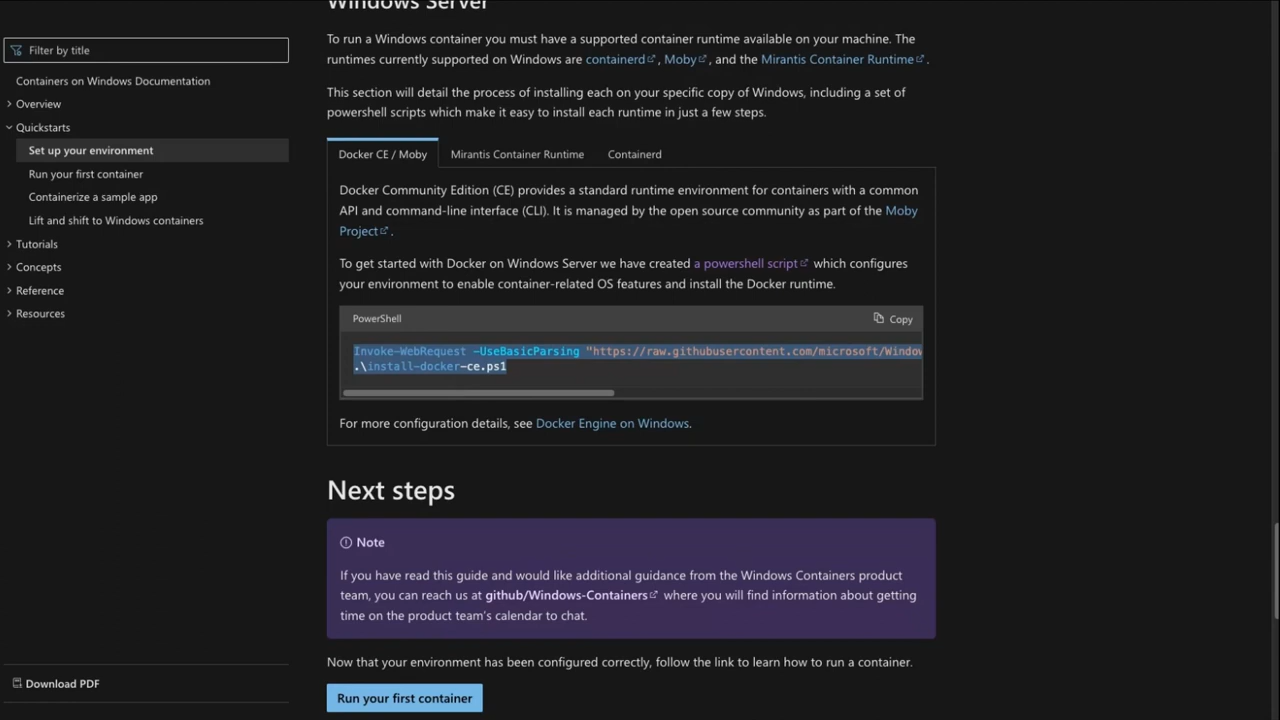 Windows Server
Filter by title
Containers on Windows Documentation
Overview
Quickstarts
Set up your environment
Run your first container
Containerize a sample app
Lift and shift to Windows containers
Tutorials
Concepts
Reference
Resources
Download PDF
To run a Windows container you must have a supported container runtime available on your machine. The
runtimes currently supported on Windows are containerd, Moby, and the Mirantis Container Runtime.
This section will detail the process of installing each on your specific copy of Windows, including a set of
powershell scripts which make it easy to install each runtime in just a few steps.
Docker CE / Moby Mirantis Container Runtime Containerd
Docker Community Edition (CE) provides a standard runtime environment for containers with a common
API and command-line interface (CLI). It is managed by the open source community as part of the Moby
Project.
To get started with Docker on Windows Server we have created a powershell script which configures
your environment to enable container-related OS features and install the Docker runtime.
PowerShell Copy
Invoke-WebRequest -UseBasicParsing "https://raw.githubusercontent.com/microsoft/Window
.\install-docker-ce.ps1
For more configuration details, see Docker Engine on Windows.
Next steps
Note
If you have read this guide and would like additional guidance from the Windows Containers product
team, you can reach us at github/Windows-Containers where you will find information about getting
time on the product team's calendar to chat.
Now that your environment has been configured correctly, follow the link to learn how to run a container.
Run your first container